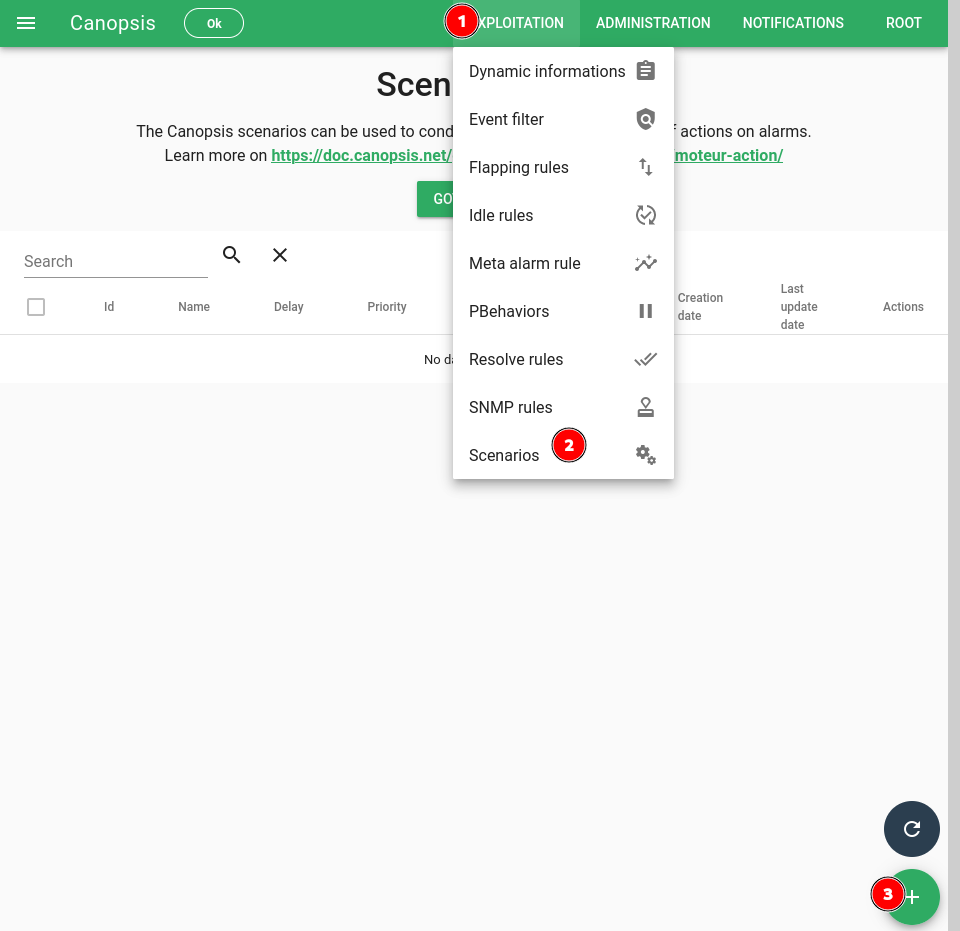 Canopsis
Ok
1
XPLOITATION
ADMINISTRATION
NOTIFICATIONS
ROOT
Dynamic informations
Event filter
Flapping rules
Idle rules
Meta alarm rule
PBehaviors
Resolve rules
SNMP rules
Scenarios
2
Scen
The Canopsis scenarios can be used to cond f actions on alarms.
Learn more on https://doc.canopsis.net/ moteur-action/
GO
Search
Id
Name
Delay
Priority
Creation
date
Last
update
date
Actions
No da
3